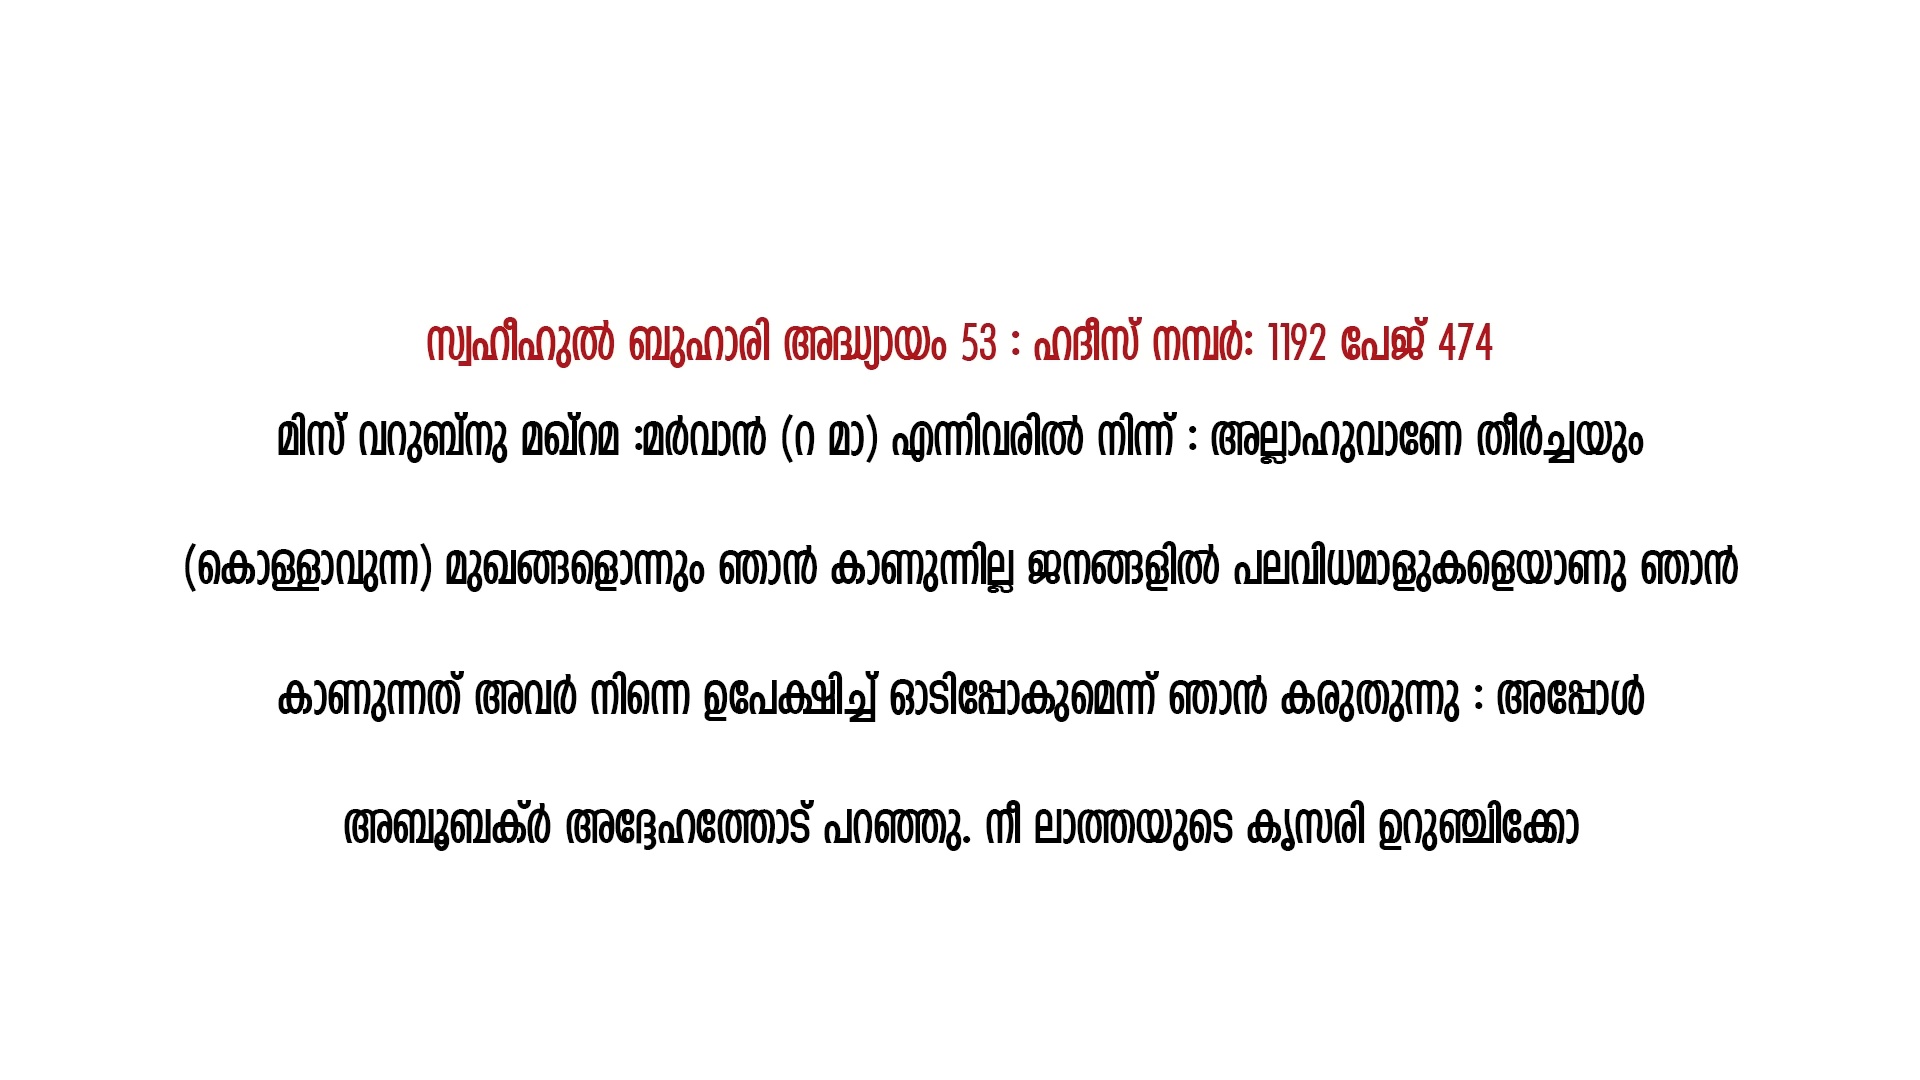 സ്വഹീഹുൽ ബുഹാരി അദ്ധ്യായം 53 : ഹദീസ് നമ്പർ: 1192 പേജ് 474
മിസ് വറുബ്നു മഖ്റമ :മർവാൻ (റ മാ) എന്നിവരിൽ നിന്ന് : അല്ലാഹുവാണേ തീർച്ചയും
(കൊള്ളാവുന്ന) മുഖങ്ങളൊന്നും ഞാൻ കാണുന്നില്ല ജനങ്ങളിൽ പലവിധമാളുകളെയാണു ഞാൻ
കാണുന്നത് അവർ നിന്നെ ഉപേക്ഷിച്ച് ഓടിപ്പോകുമെന്ന് ഞാൻ കരുതുന്നു : അപ്പോൾ
അബൂബക്ർ അദ്ദേഹത്തോട് പറഞ്ഞു. നീ ലാത്തയുടെ കൃസരി ഉറുഞ്ചിക്കോ